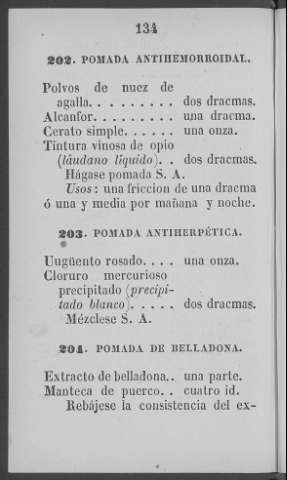 134
202. POMADA ANTIHEMORROIDAL.
Polvos de nuez de
agalla. . . . . . . . . dos dracmas.
Alcanfor. . . . . . . . una dracma.
Cerato simple. . . . . . una onza.
Tintura vinosa de opio
(láudano líquido). . dos dracmas.
Hágase pomada S. A.
Usos: una friccion de una dracma
ó una y media por mañana y noche.
203. POMADA ANTIHERPÉTICA.
Uugüento rosado. . . . una onza.
Cloruro mercurioso
precipitado (precipi-
tado blanco). . . . . dos dracmas.
Mézclese S. A.
204. POMADA DE BELLADONA.
Extracto de belladona. . una parte.
Manteca de puerco. . cuatro id.
Rebájese la consistencia del ex-